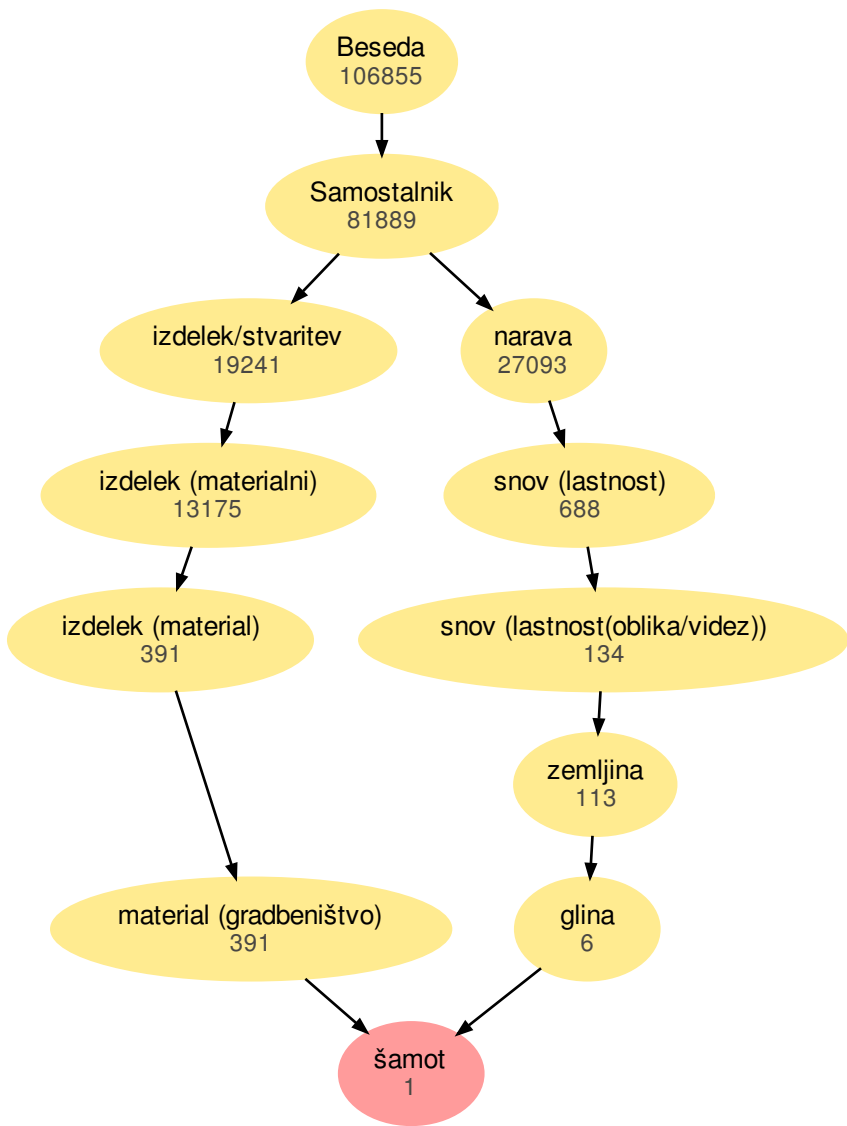 Beseda
106855
Samostalnik
81889
izdelek/stvaritev
19241
narava
27093
izdelek (materialni)
13175
snov (lastnost)
688
izdelek (material)
391
snov (lastnost(oblika/videz))
134
zemljina
113
material (gradbeništvo)
391
glina
6
šamot
1